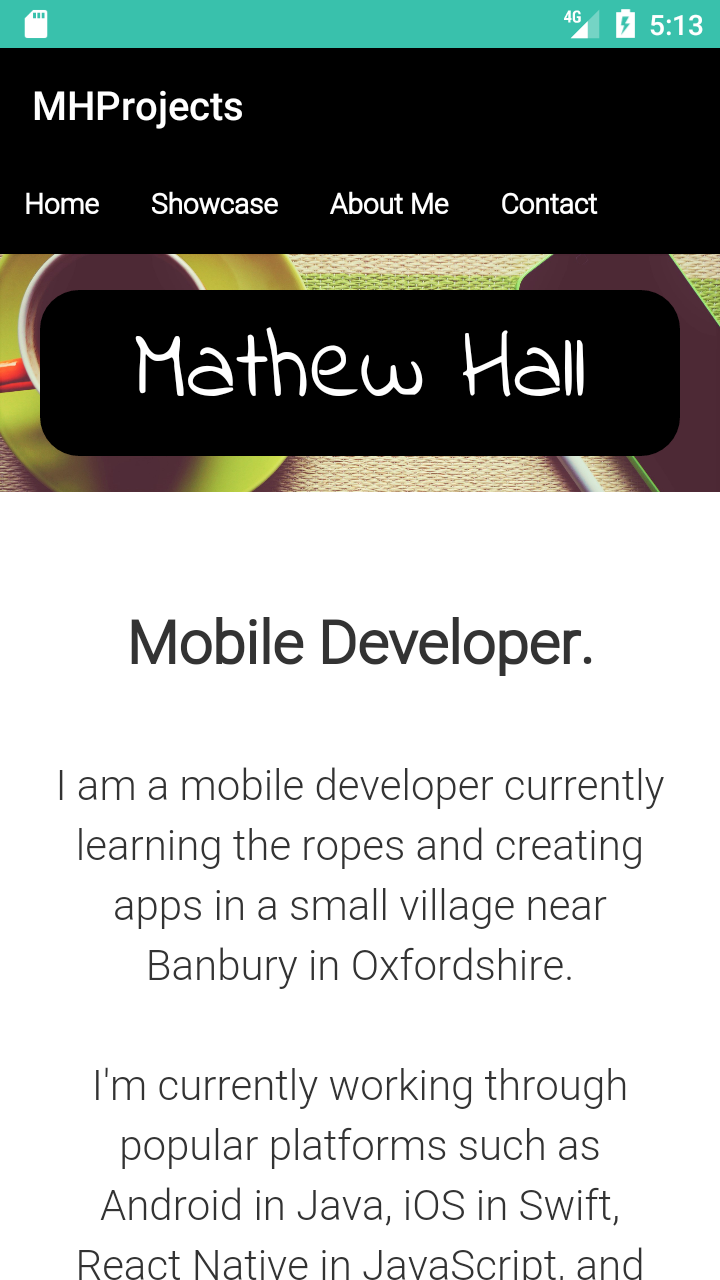 4G 5:13
MHProjects
Home Showcase About Me Contact
Mathew Hall
Mobile Developer.
I am a mobile developer currently
learning the ropes and creating
apps in a small village near
Banbury in Oxfordshire.
I'm currently working through
popular platforms such as
Android in Java, iOS in Swift,
React Native in JavaScript, and